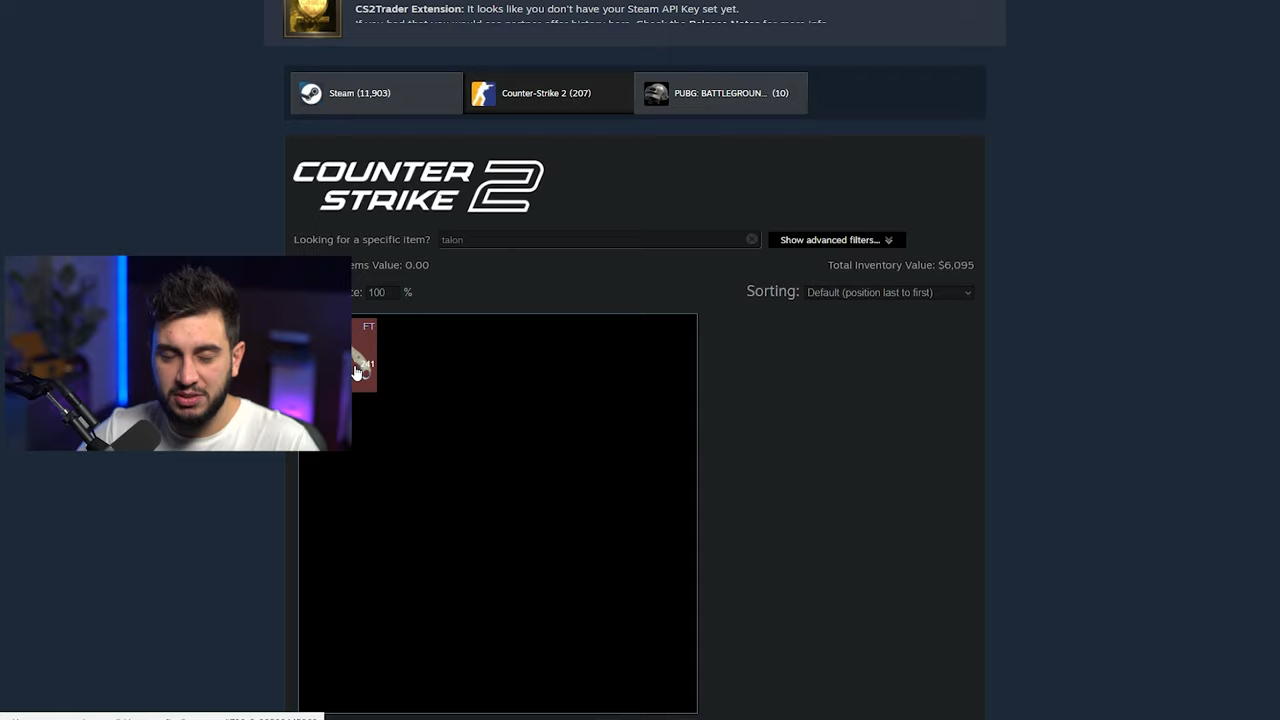 CS2Trader Extension: It looks like you don't have your Steam API Key set yet.
Steam (11,903)
Counter-Strike 2 (207)
PUBG: BATTLEGROUN... (10)
COUNTER
STRIKE 2
Looking for a specific item?
talon
Show advanced filters...
ems Value: 0.00
Total Inventory Value: $6,095
100 %
Sorting:
Default (position last to first)
FT
241